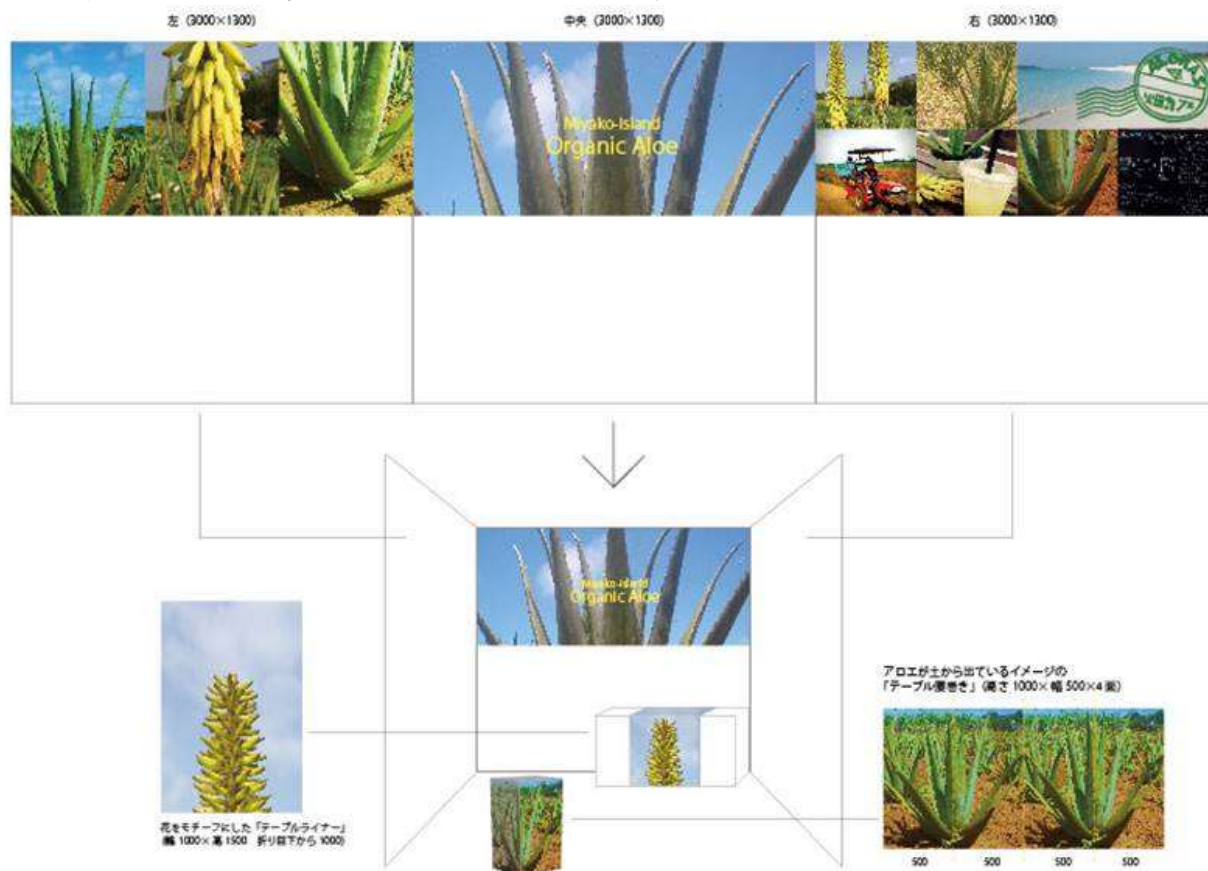 左 (3000×1300)
中央 (3000×1300)
右 (3000×1300)
Miyako-Island
Organic Aloe
Miyako-Island
Organic Aloe
花をモチーフにした「テーブルライナー」
(幅 1000×高 1500 折り目下から 1000)
アロエが土から出ているイメージの
「テーブル腰巻き」(高さ 1000×幅 500×4 面)
500 500 500 500